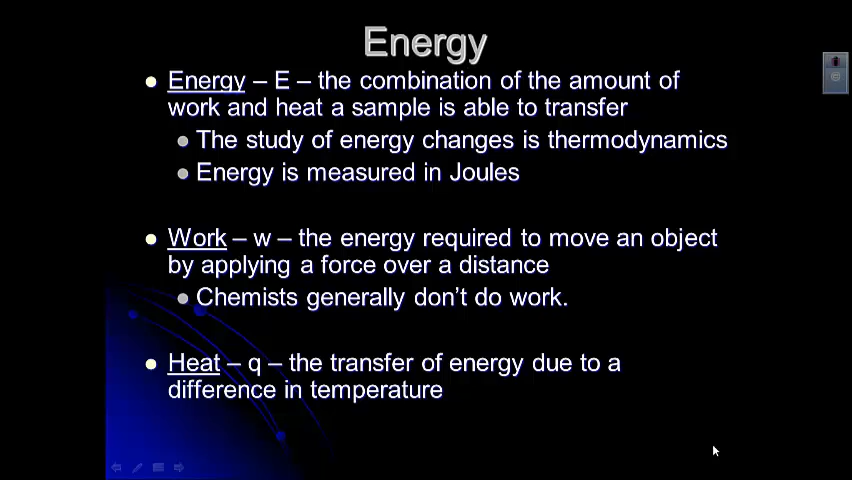 Energy
Energy – E – the combination of the amount of
work and heat a sample is able to transfer
The study of energy changes is thermodynamics
Energy is measured in Joules
Work – w – the energy required to move an object
by applying a force over a distance
Chemists generally don't do work.
Heat – q – the transfer of energy due to a
difference in temperature